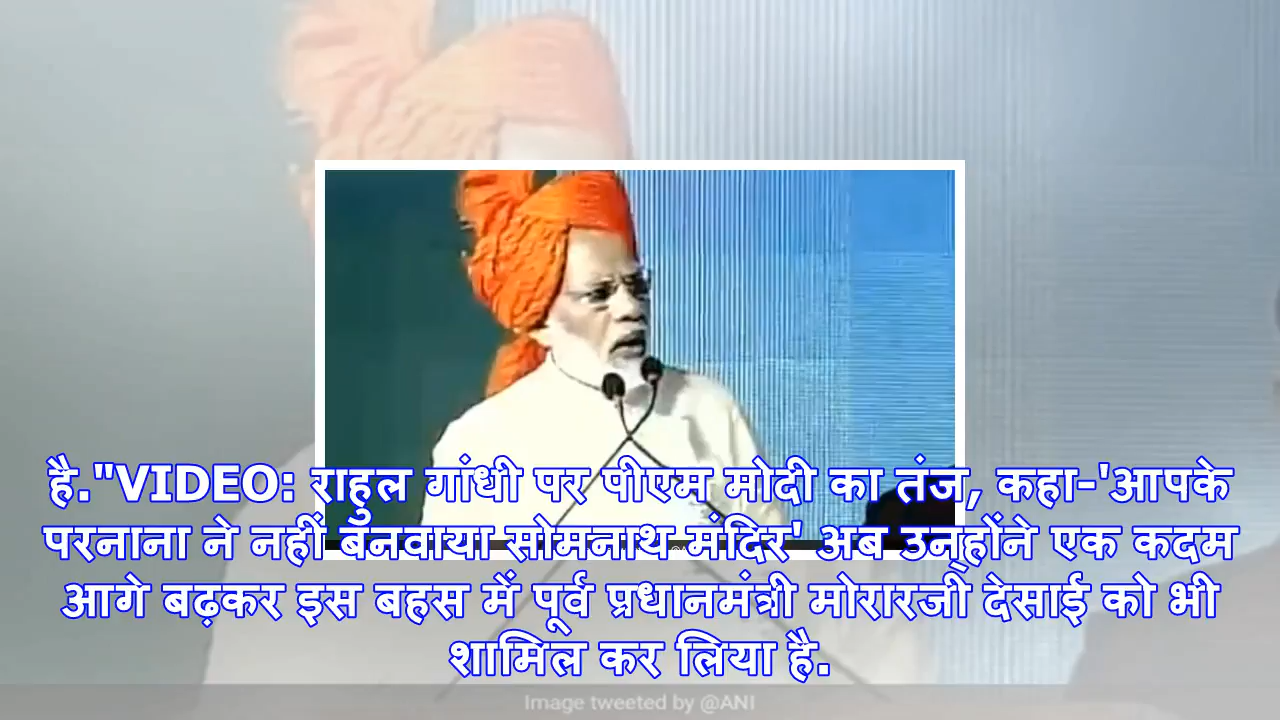 है."VIDEO: राहुल गांधी पर पीएम मोदी का तंज, कहा-'आपके
परनाना ने नहीं बनवाया सोमनाथ मंदिर' अब उन्होंने एक कदम
आगे बढ़कर इस बहस में पूर्व प्रधानमंत्री मोरारजी देसाई को भी
शामिल कर लिया है.
Image tweeted by @ANI